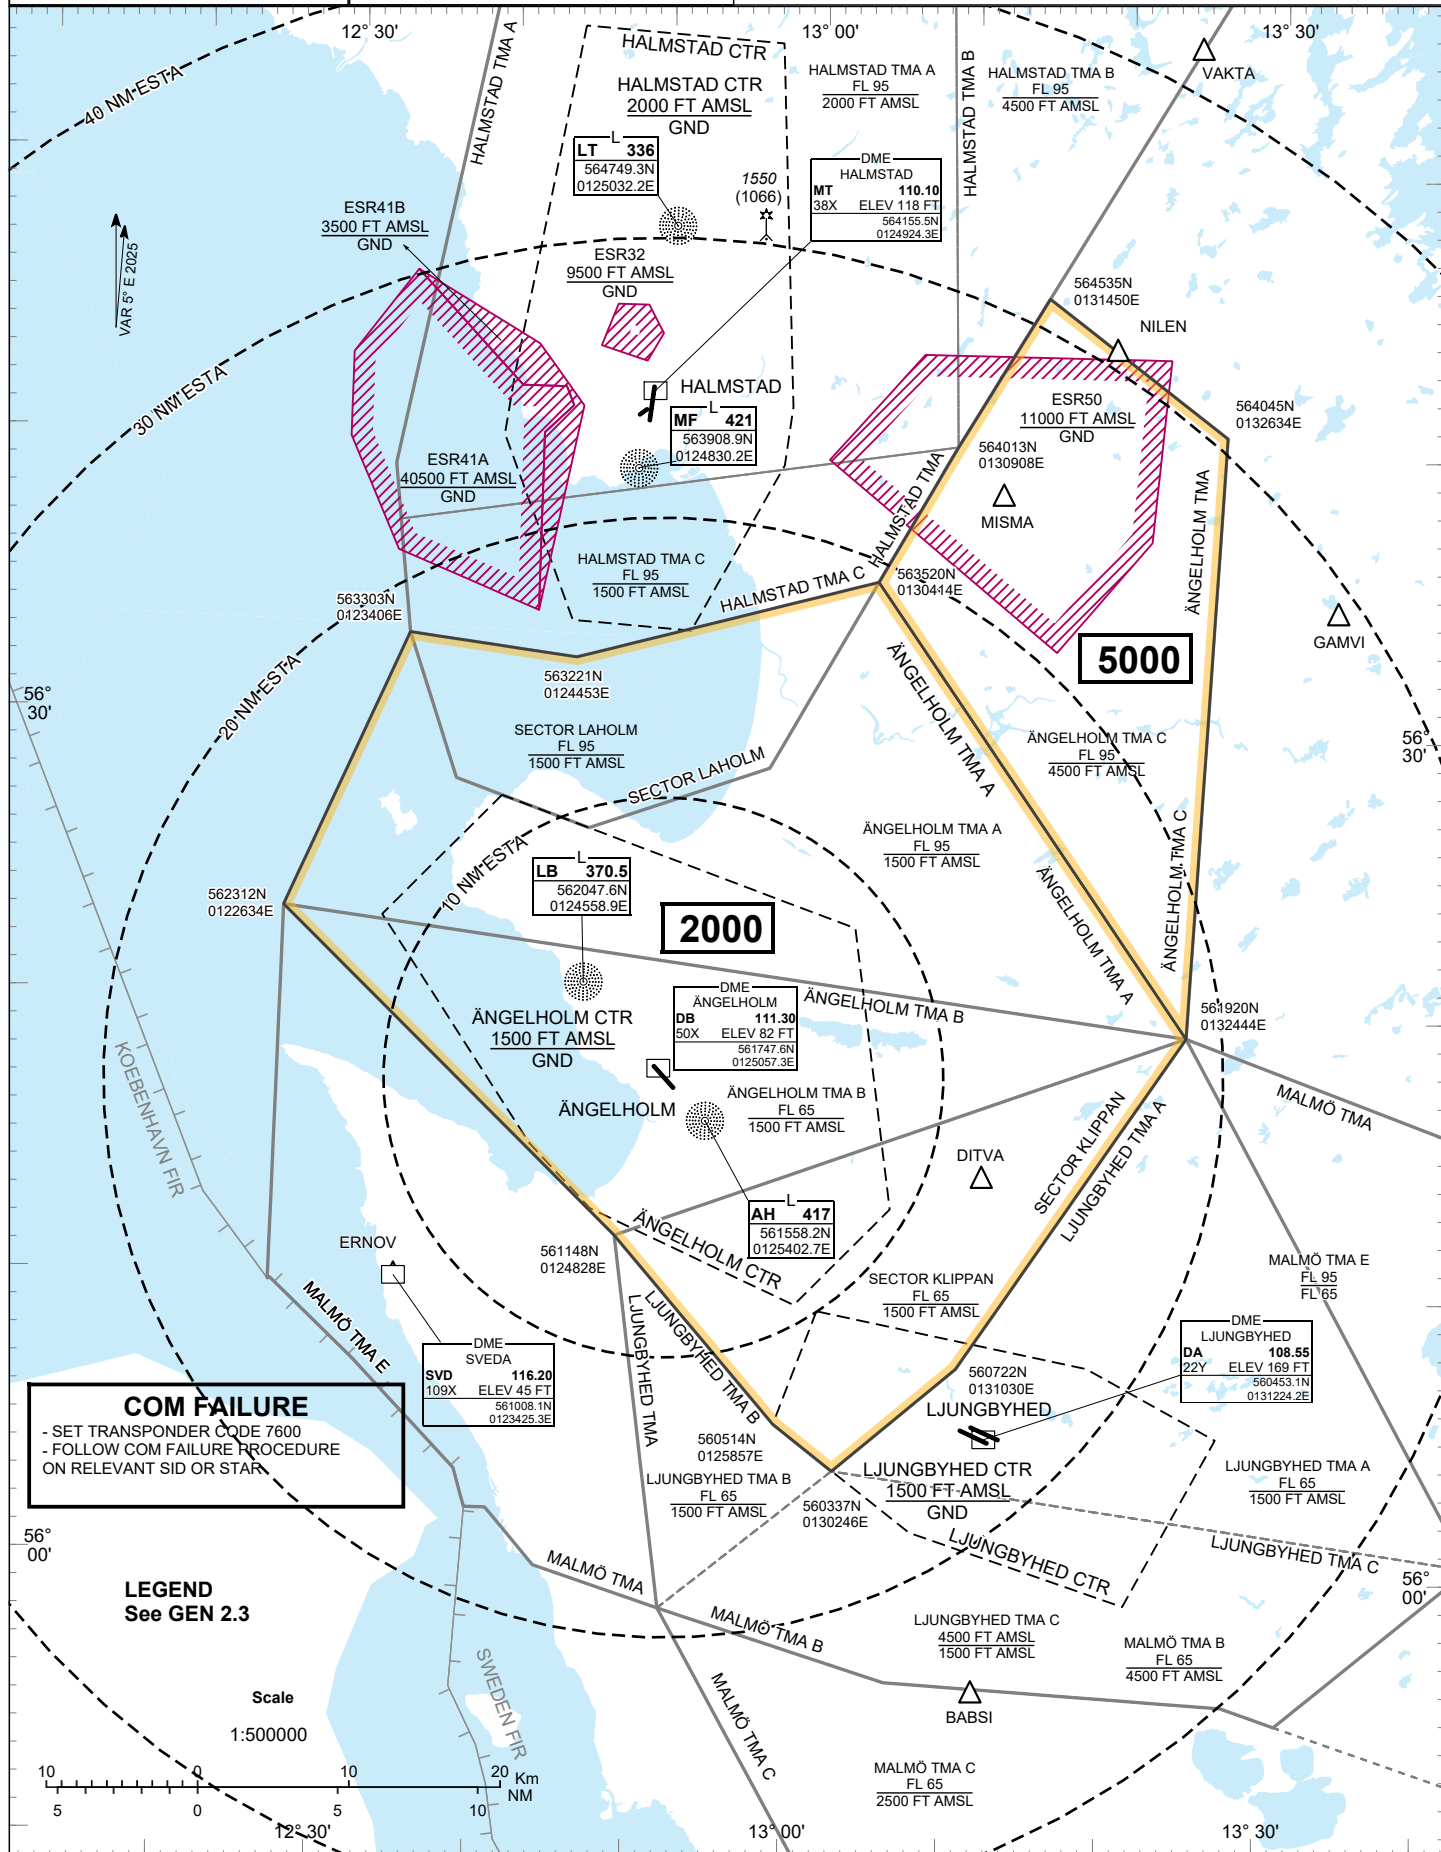 12° 30'
13° 00'
13° 30'
40 NM ESTA
HALMSTAD TMA A
HALMSTAD CTR
HALMSTAD CTR
2000 FT AMSL
GND
HALMSTAD TMA A
FL 95
2000 FT AMSL
HALMSTAD TMA B
HALMSTAD TMA B
FL 95
4500 FT AMSL
VAKTA
L
LT 336
564749.3N
0125032.2E
1550
(1066)
DME
HALMSTAD
MT 110.10
38X ELEV 118 FT
564155.5N
0124924.3E
ESR41B
3500 FT AMSL
GND
VAR 5° E 2025
ESR32
9500 FT AMSL
GND
564535N
0131450E
NILEN
30 NM ESTA
HALMSTAD
L
MF 421
563908.9N
0124830.2E
ESR50
11000 FT AMSL
GND
564045N
0132634E
564013N
0130908E
MISMA
ESR41A
40500 FT AMSL
GND
HALMSTAD TMA
ÄNGELHOLM TMA
HALMSTAD TMA C
FL 95
1500 FT AMSL
HALMSTAD TMA C
563520N
0130414E
563303N
0123406E
GAMVI
5000
563221N
0124453E
ÄNGELHOLM TMA A
20 NM ESTA
56°
30'
SECTOR LAHOLM
FL 95
1500 FT AMSL
SECTOR LAHOLM
ÄNGELHOLM TMA C
FL 95
4500 FT AMSL
56°
30'
ÄNGELHOLM TMA A
FL 95
1500 FT AMSL
ÄNGELHOLM TMA C
ÄNGELHOLM TMA A
10 NM ESTA
L
LB 370.5
562047.6N
0124558.9E
562312N
0122634E
2000
ÄNGELHOLM CTR
1500 FT AMSL
GND
DME
ÄNGELHOLM
DB 111.30
50X ELEV 82 FT
561747.6N
0125057.3E
ÄNGELHOLM TMA B
561920N
0132444E
KOEBENHAVN FIR
ÄNGELHOLM
ÄNGELHOLM TMA B
FL 65
1500 FT AMSL
MALMÖ TMA
SECTOR KLIPPAN
LJUNGBYHED TMA A
DITVA
L
AH 417
561558.2N
0125402.7E
ERNOV
561148N
0124828E
ÄNGELHOLM CTR
SECTOR KLIPPAN
FL 65
1500 FT AMSL
MALMÖ TMA E
FL 95
FL 65
MALMÖ TMA E
LJUNGBYHED TMA
LJUNGBYHED TMA B
DME
SVEDA
SVD 116.20
109X ELEV 45 FT
561008.1N
0123425.3E
DME
LJUNGBYHED
DA 108.55
22Y ELEV 169 FT
560453.1N
0131224.2E
560722N
0131030E
LJUNGBYHED
COM FAILURE
- SET TRANSPONDER CODE 7600
- FOLLOW COM FAILURE PROCEDURE
ON RELEVANT SID OR STAR
560514N
0125857E
LJUNGBYHED TMA B
FL 65
1500 FT AMSL
LJUNGBYHED CTR
1500 FT AMSL
GND
LJUNGBYHED TMA A
FL 65
1500 FT AMSL
560337N
0130246E
56°
00'
LJUNGBYHED CTR
LJUNGBYHED TMA C
56°
00'
MALMÖ TMA
LEGEND
See GEN 2.3
MALMÖ TMA B
LJUNGBYHED TMA C
4500 FT AMSL
1500 FT AMSL
MALMÖ TMA B
FL 65
4500 FT AMSL
SWEDEN FIR
MALMÖ TMA C
BABSI
Scale
1:500000
MALMÖ TMA C
FL 65
2500 FT AMSL
10 0 10 20 Km
NM
5 0 5 10
12° 30'
13° 00'
13° 30'